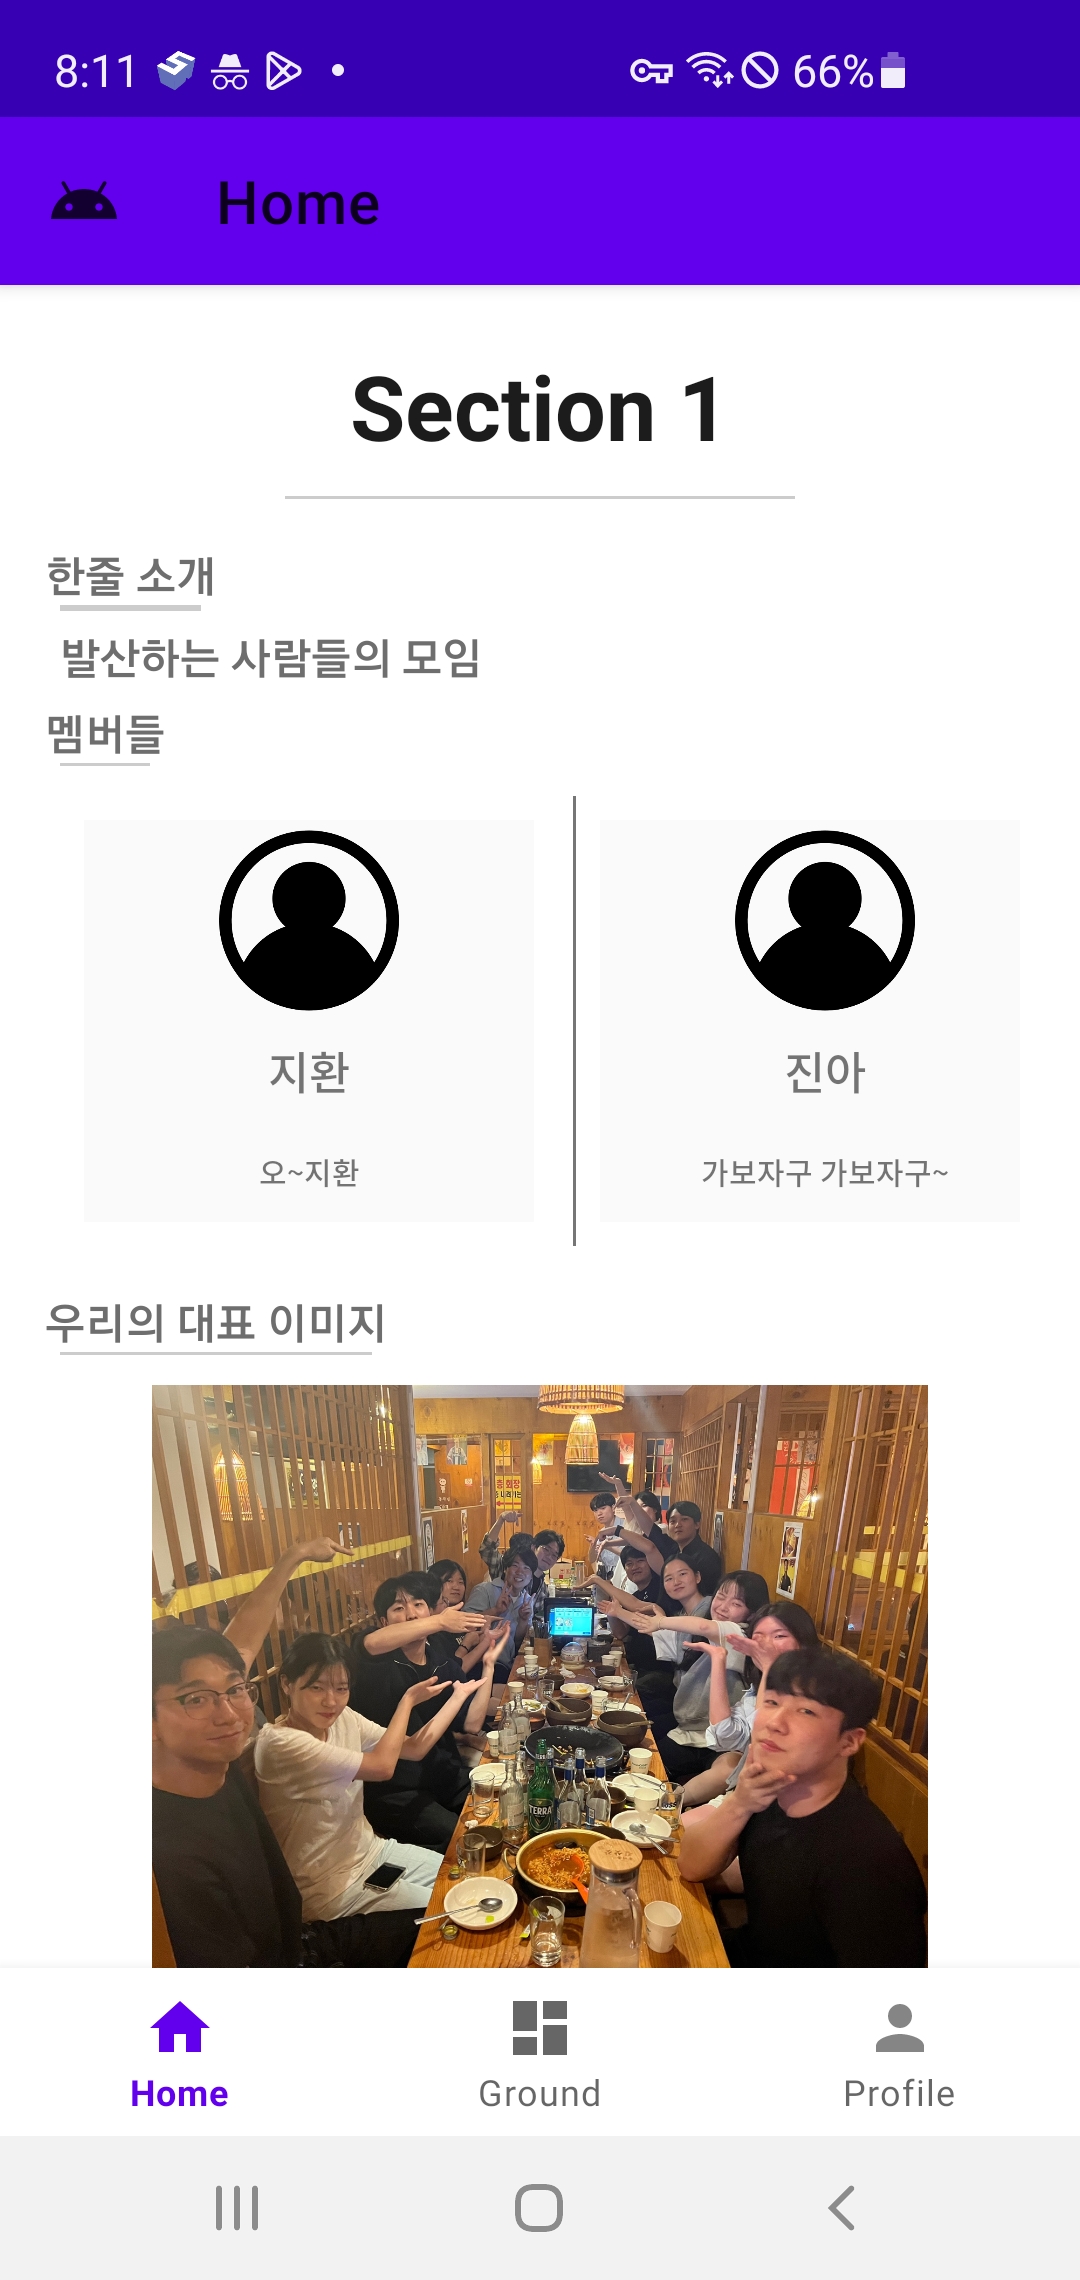 8:11
66%
Home
Section 1
한줄 소개
발산하는 사람들의 모임
멤버들
지환
진아
오~지환
가보자구 가보자구~
우리의 대표 이미지
TERRA
Home
Ground
Profile